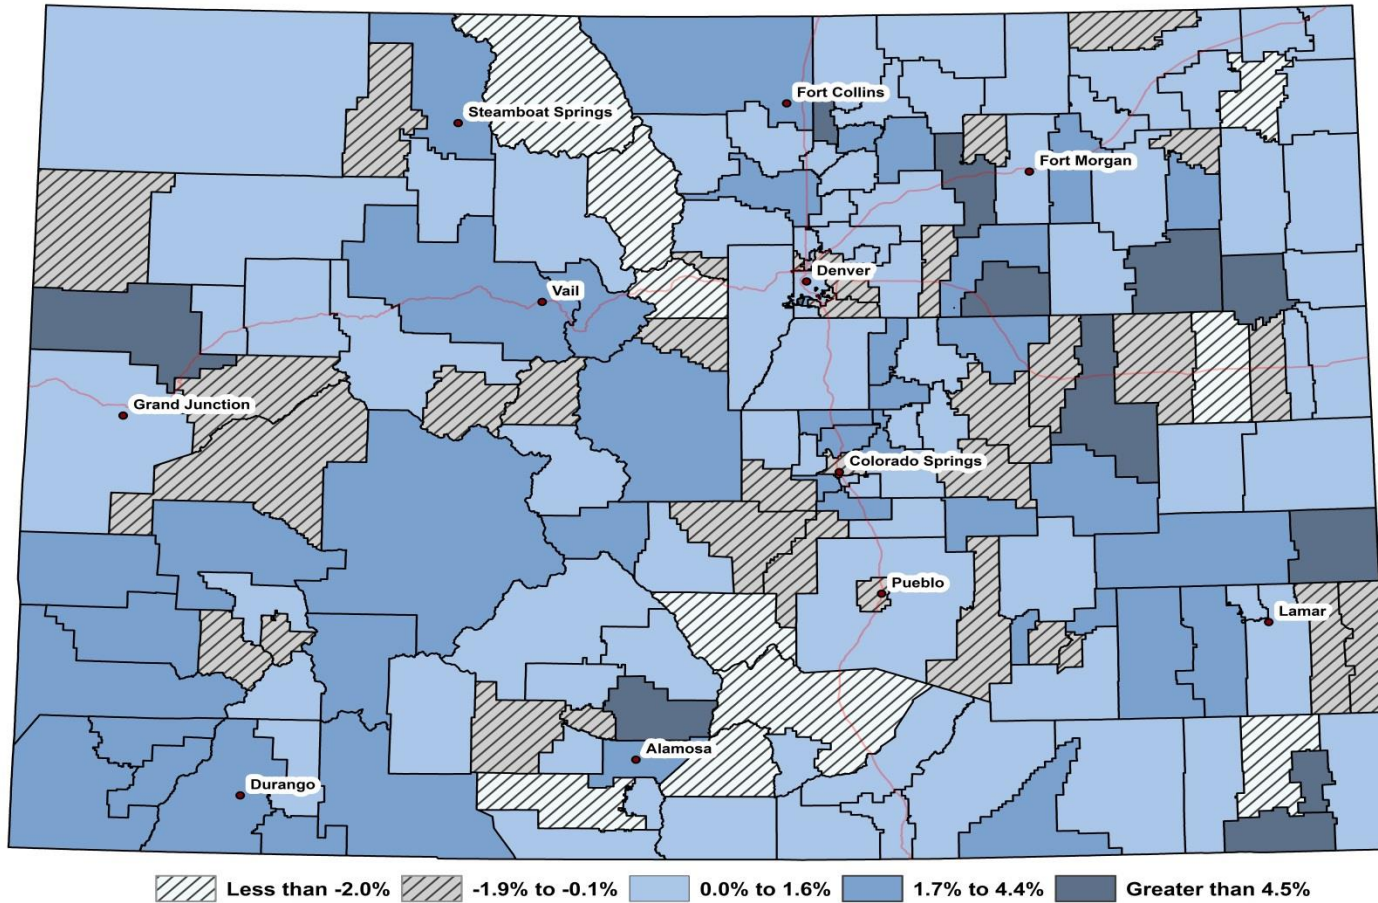 Fort Collins
Steamboat Springs
Fort Morgan
Denver
Vail
Grand Junction
Colorado Springs
Pueblo
Lamar
Alamosa
Durango
Less than -2.0% -1.9% to -0.1% 0.0% to 1.6% 1.7% to 4.4% Greater than 4.5%